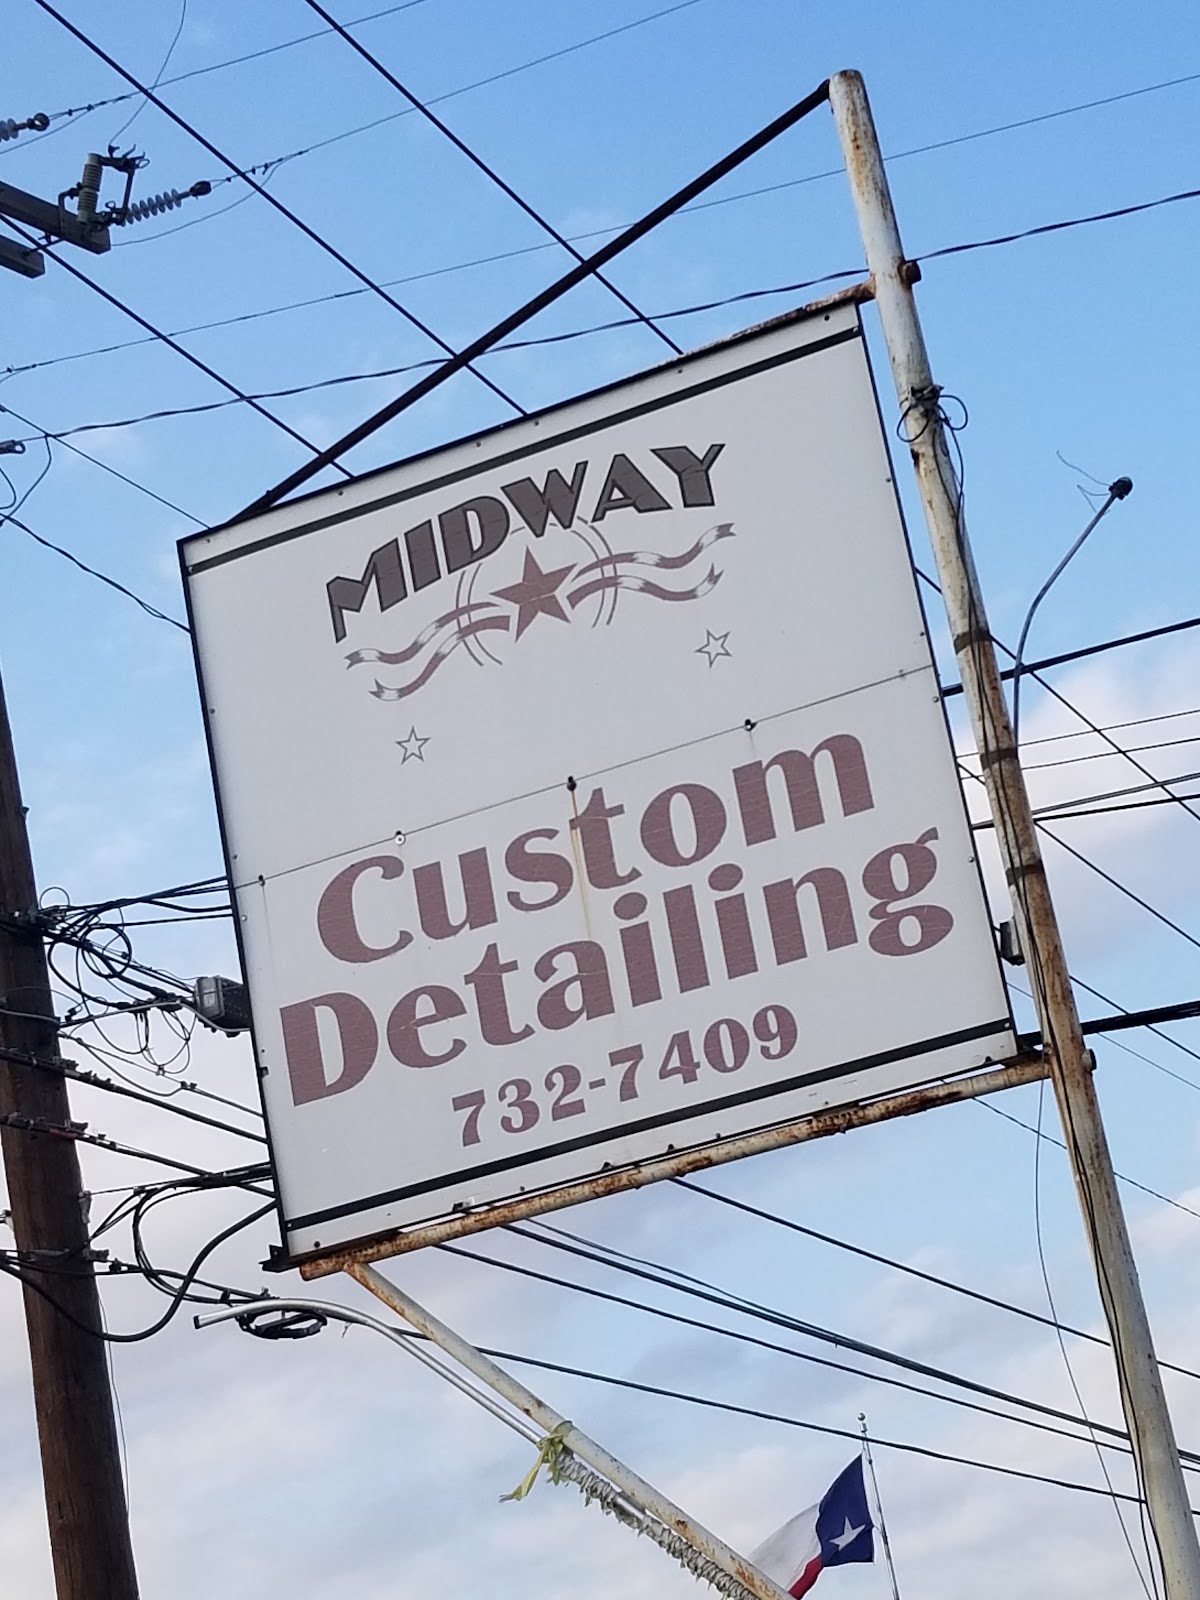 MIDWAY
Custom
Detailing
732-7409